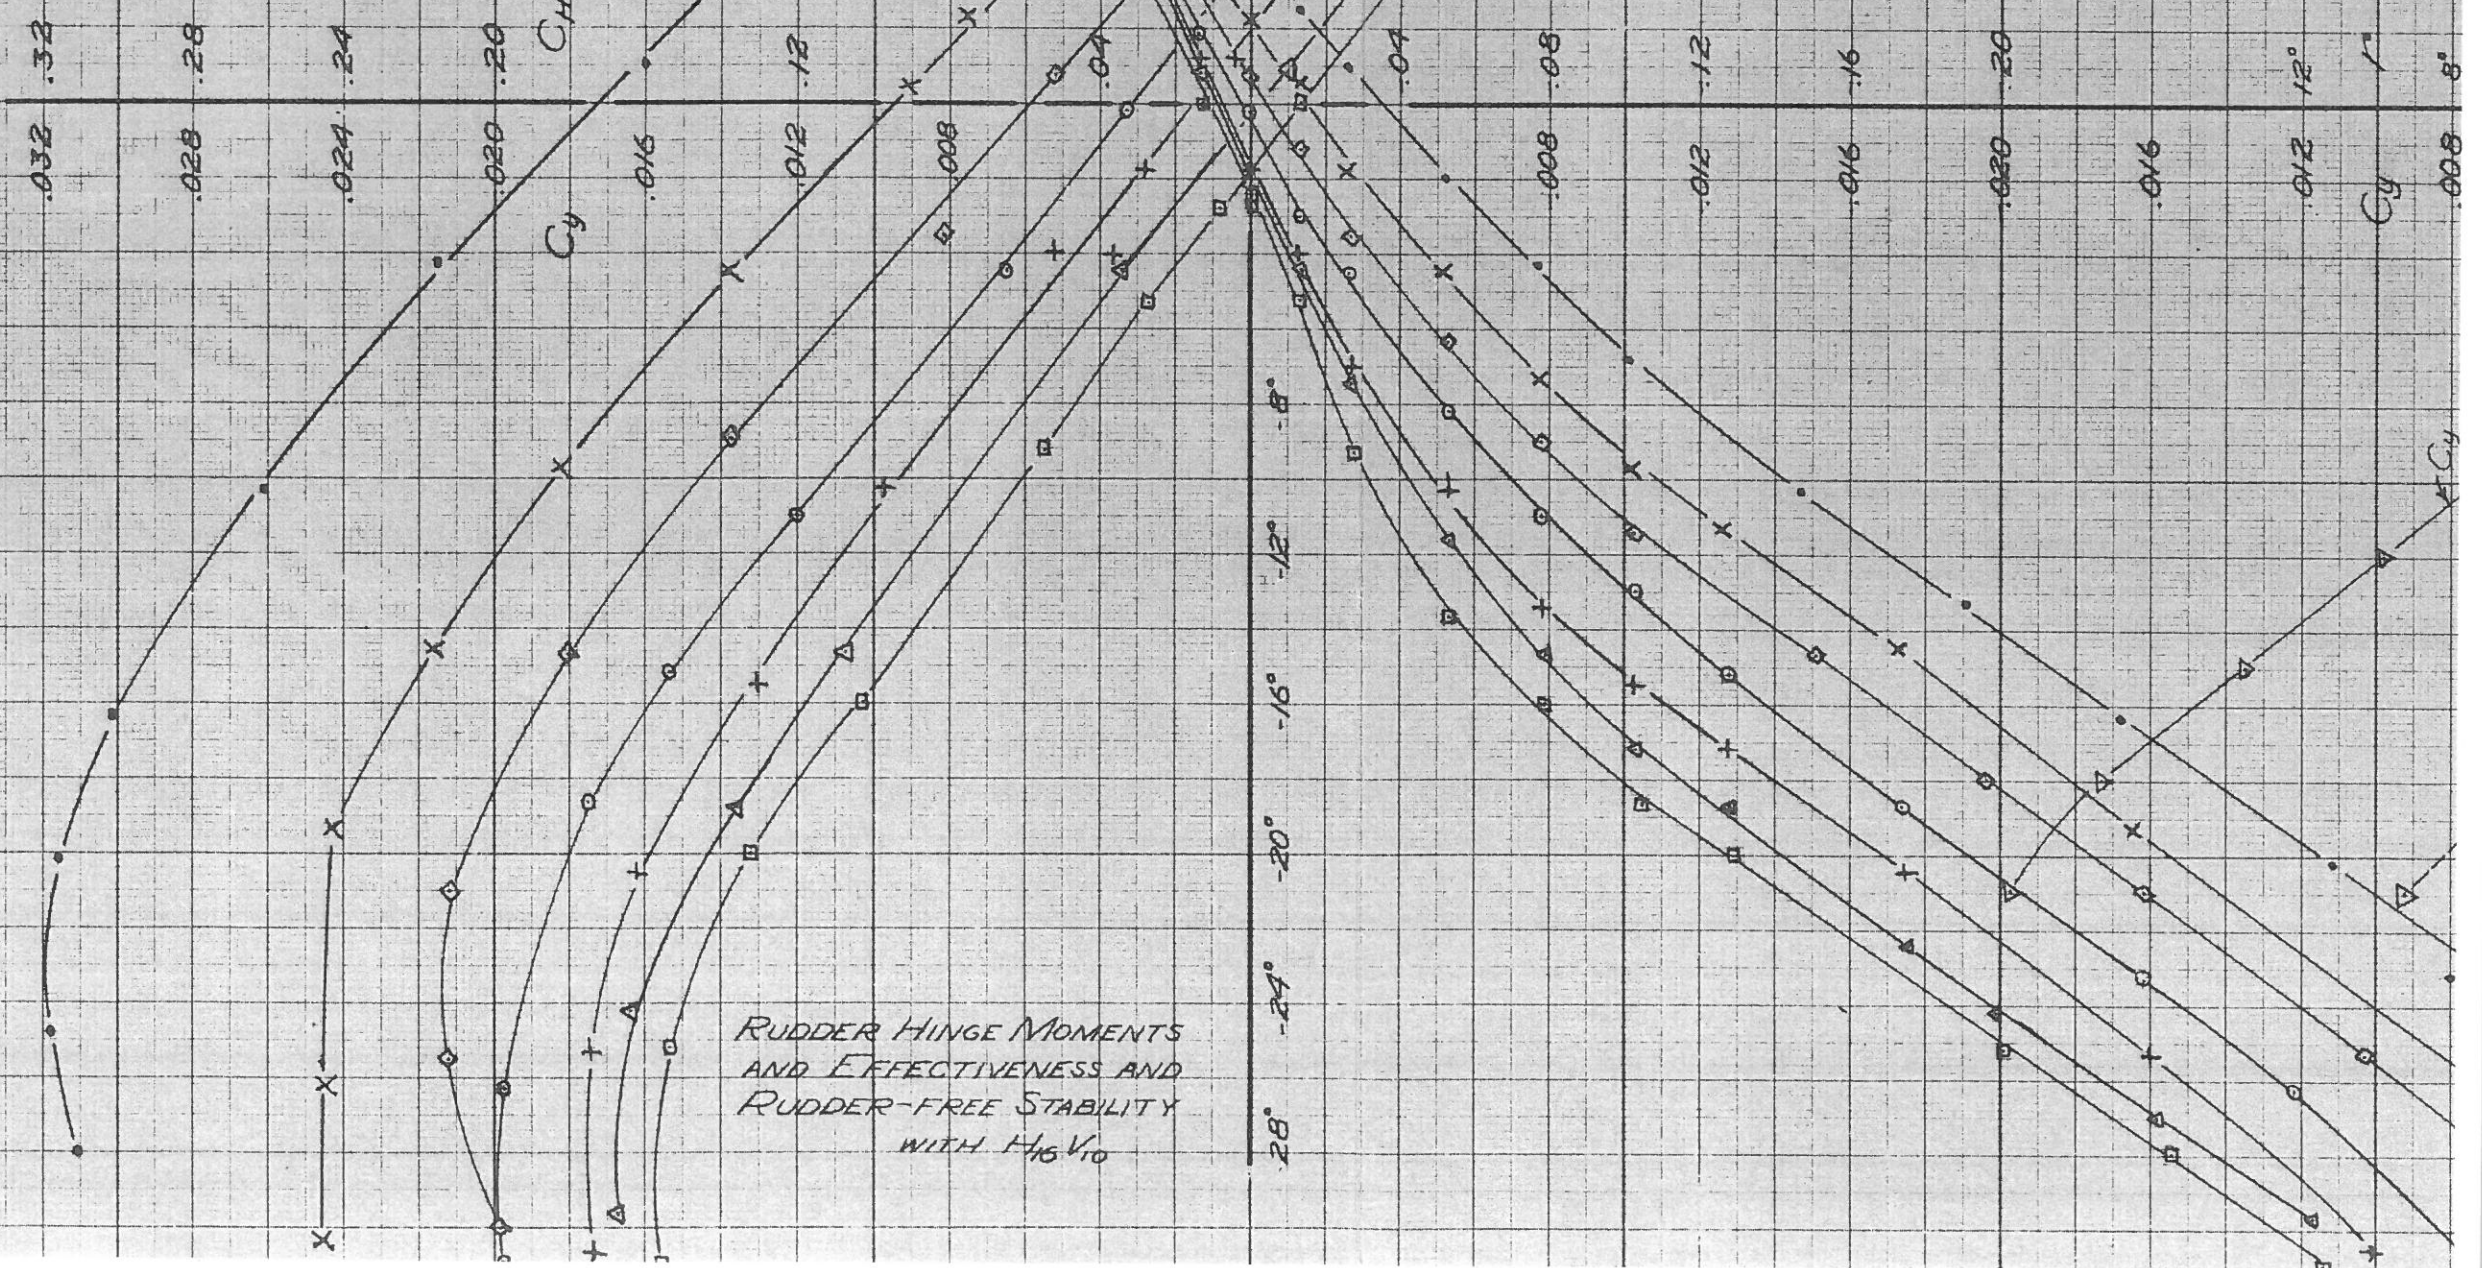 .32 .28 .24 .20 .12 .04 .04 .08 .12 .16 .20 12° r 8°
.032 .028 .024 .020 .016 .012 .008 .008 .012 .016 .020 .016 .012 .008
Cy
Cy
Cy
-8°
-12°
-16°
-20°
-24°
28°
RUDDER HINGE MOMENTS
AND EFFECTIVENESS AND
RUDDER-FREE STABILITY
WITH H16 V10